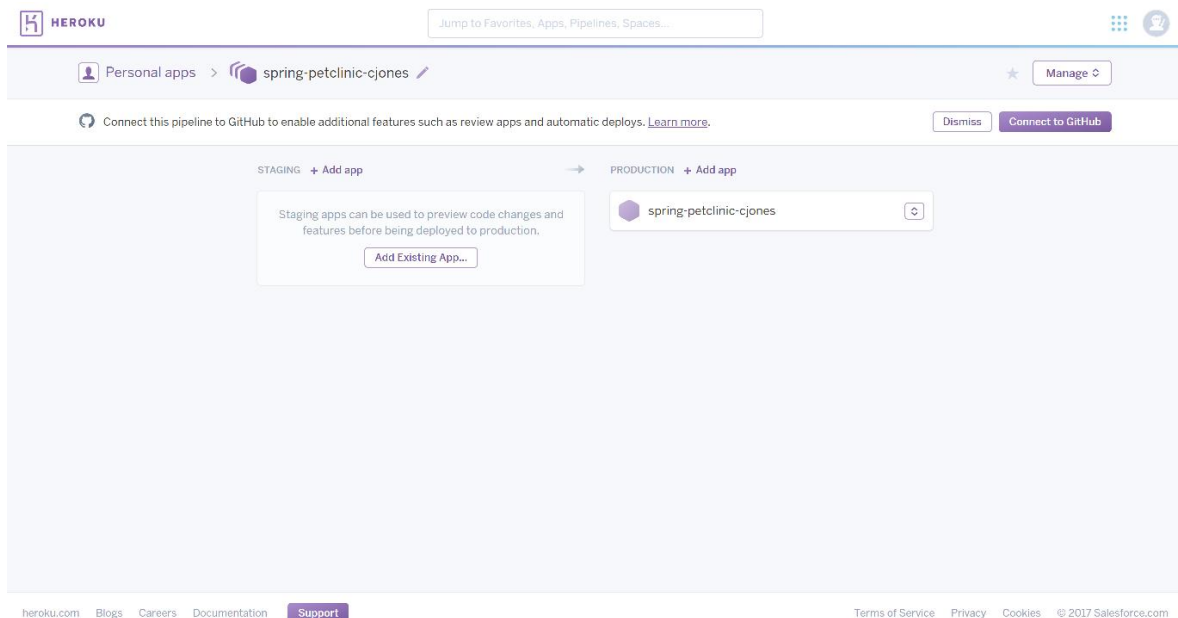 HEROKU
Jump to Favorites, Apps, Pipelines, Spaces...
Personal apps > spring-petclinic-cjones
Manage
Connect this pipeline to GitHub to enable additional features such as review apps and automatic deploys. Learn more.
Dismiss
Connect to GitHub
STAGING + Add app
PRODUCTION + Add app
Staging apps can be used to preview code changes and
features before being deployed to production.
Add Existing App...
spring-petclinic-cjones
heroku.com Blogs Careers Documentation Support
Terms of Service Privacy Cookies © 2017 Salesforce.com